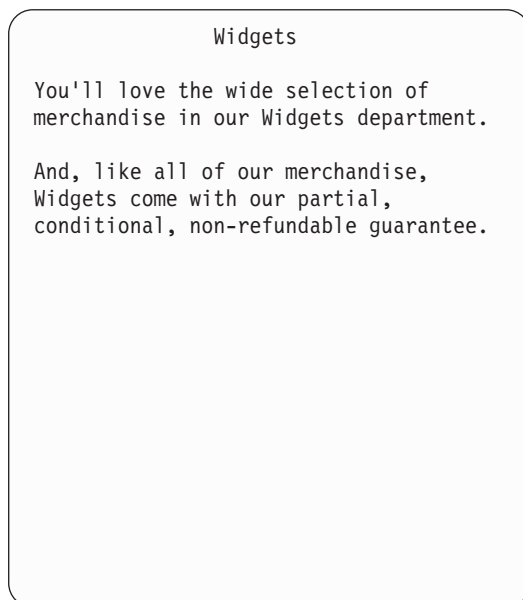 Widgets
You'll love the wide selection of
merchandise in our Widgets department.
And, like all of our merchandise,
Widgets come with our partial,
conditional, non-refundable guarantee.